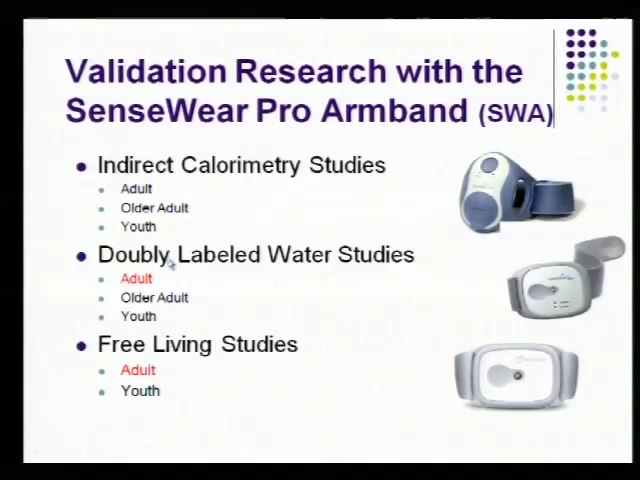 Validation Research with the
SenseWear Pro Armband (SWA)
Indirect Calorimetry Studies
Adult
Older Adult
Youth
Doubly Labeled Water Studies
Adult
Older Adult
Youth
Free Living Studies
Adult
Youth